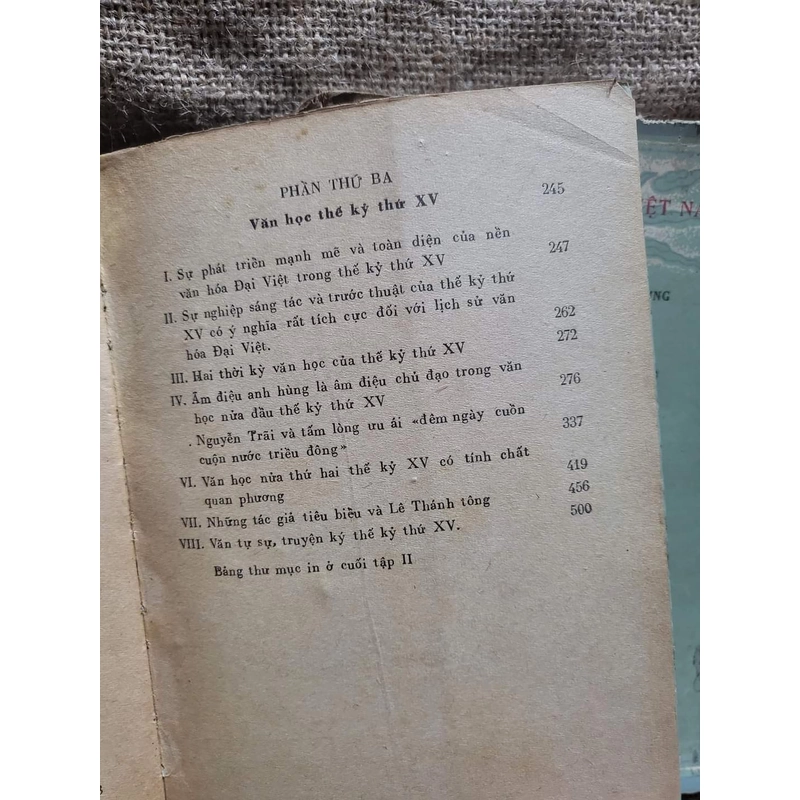 PHẦN THỨ BA
Văn học thế kỷ thứ XV 245
I. Sự phát triển mạnh mẽ và toàn diện của nền
văn hóa Đại Việt trong thế kỷ thứ XV 247
II. Sự nghiệp sáng tác và trước thuật của thế kỷ thứ
XV có ý nghĩa rất tích cực đối với lịch sử văn
hóa Đại Việt. 262
III. Hai thời kỳ văn học của thế kỷ thứ XV 272
IV. Âm điệu anh hùng là âm điệu chủ đạo trong văn
học nửa đầu thế kỷ thứ XV 276
. Nguyễn Trãi và tấm lòng ưu ái «đêm ngày cuồn
cuộn nước triều đông» 337
VI. Văn học nửa thứ hai thế kỷ XV có tính chất
quan phương 419
VII. Những tác giả tiêu biểu và Lê Thánh tông 456
VIII. Văn tự sự, truyện ký thế kỷ thứ XV. 500
Bảng thư mục in ở cuối tập II
ỆT NA
NG